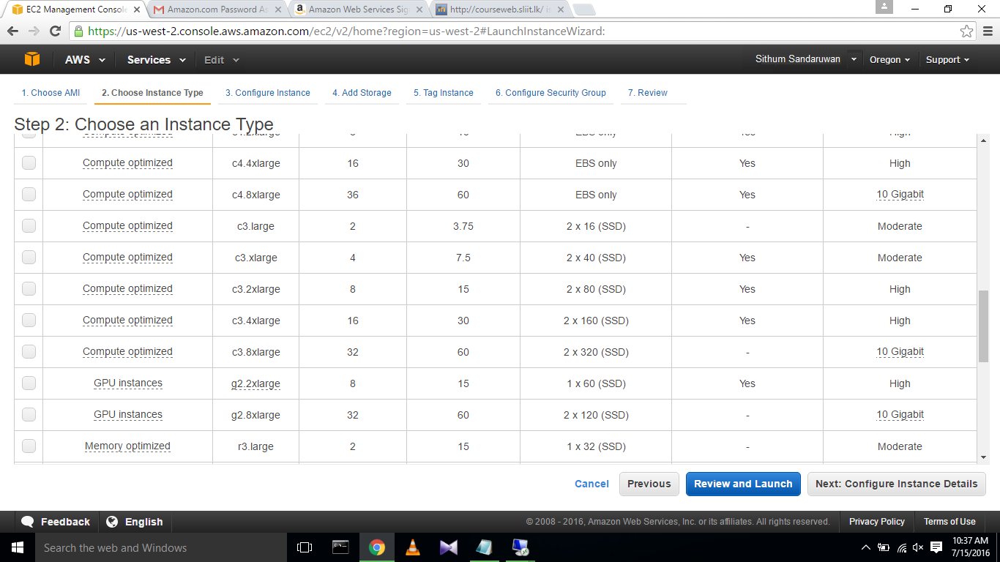 EC2 Management Console
Amazon.com Password As
Amazon Web Services Sig
http://courseweb.sliit.lk/ is
https://us-west-2.console.aws.amazon.com/ec2/v2/home?region=us-west-2#LaunchInstanceWizard:
AWS Services Edit Sithum Sandaruwan Oregon Support
1. Choose AMI 2. Choose Instance Type 3. Configure Instance 4. Add Storage 5. Tag Instance 6. Configure Security Group 7. Review
Step 2: Choose an Instance Type
Compute optimized c4.4xlarge 16 30 EBS only Yes High
Compute optimized c4.8xlarge 36 60 EBS only Yes 10 Gigabit
Compute optimized c3.large 2 3.75 2 x 16 (SSD) - Moderate
Compute optimized c3.xlarge 4 7.5 2 x 40 (SSD) Yes Moderate
Compute optimized c3.2xlarge 8 15 2 x 80 (SSD) Yes High
Compute optimized c3.4xlarge 16 30 2 x 160 (SSD) Yes High
Compute optimized c3.8xlarge 32 60 2 x 320 (SSD) - 10 Gigabit
GPU instances g2.2xlarge 8 15 1 x 60 (SSD) Yes High
GPU instances g2.8xlarge 32 60 2 x 120 (SSD) - 10 Gigabit
Memory optimized r3.large 2 15 1 x 32 (SSD) - Moderate
Cancel Previous Review and Launch Next: Configure Instance Details
Feedback English © 2008 - 2016, Amazon Web Services, Inc. or its affiliates. All rights reserved. Privacy Policy Terms of Use
Search the web and Windows
10:37 AM
7/15/2016